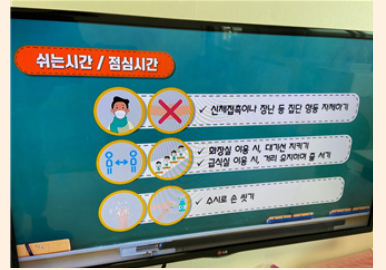 쉬는시간 / 점심시간
✓ 신체접촉이나 장난 등 집단 행동 자제하기
✓ 화장실 이용 시, 대기선 지키기
✓ 급식실 이용 시, 거리 유지하며 줄 서기
✓ 수시로 손 씻기
LG